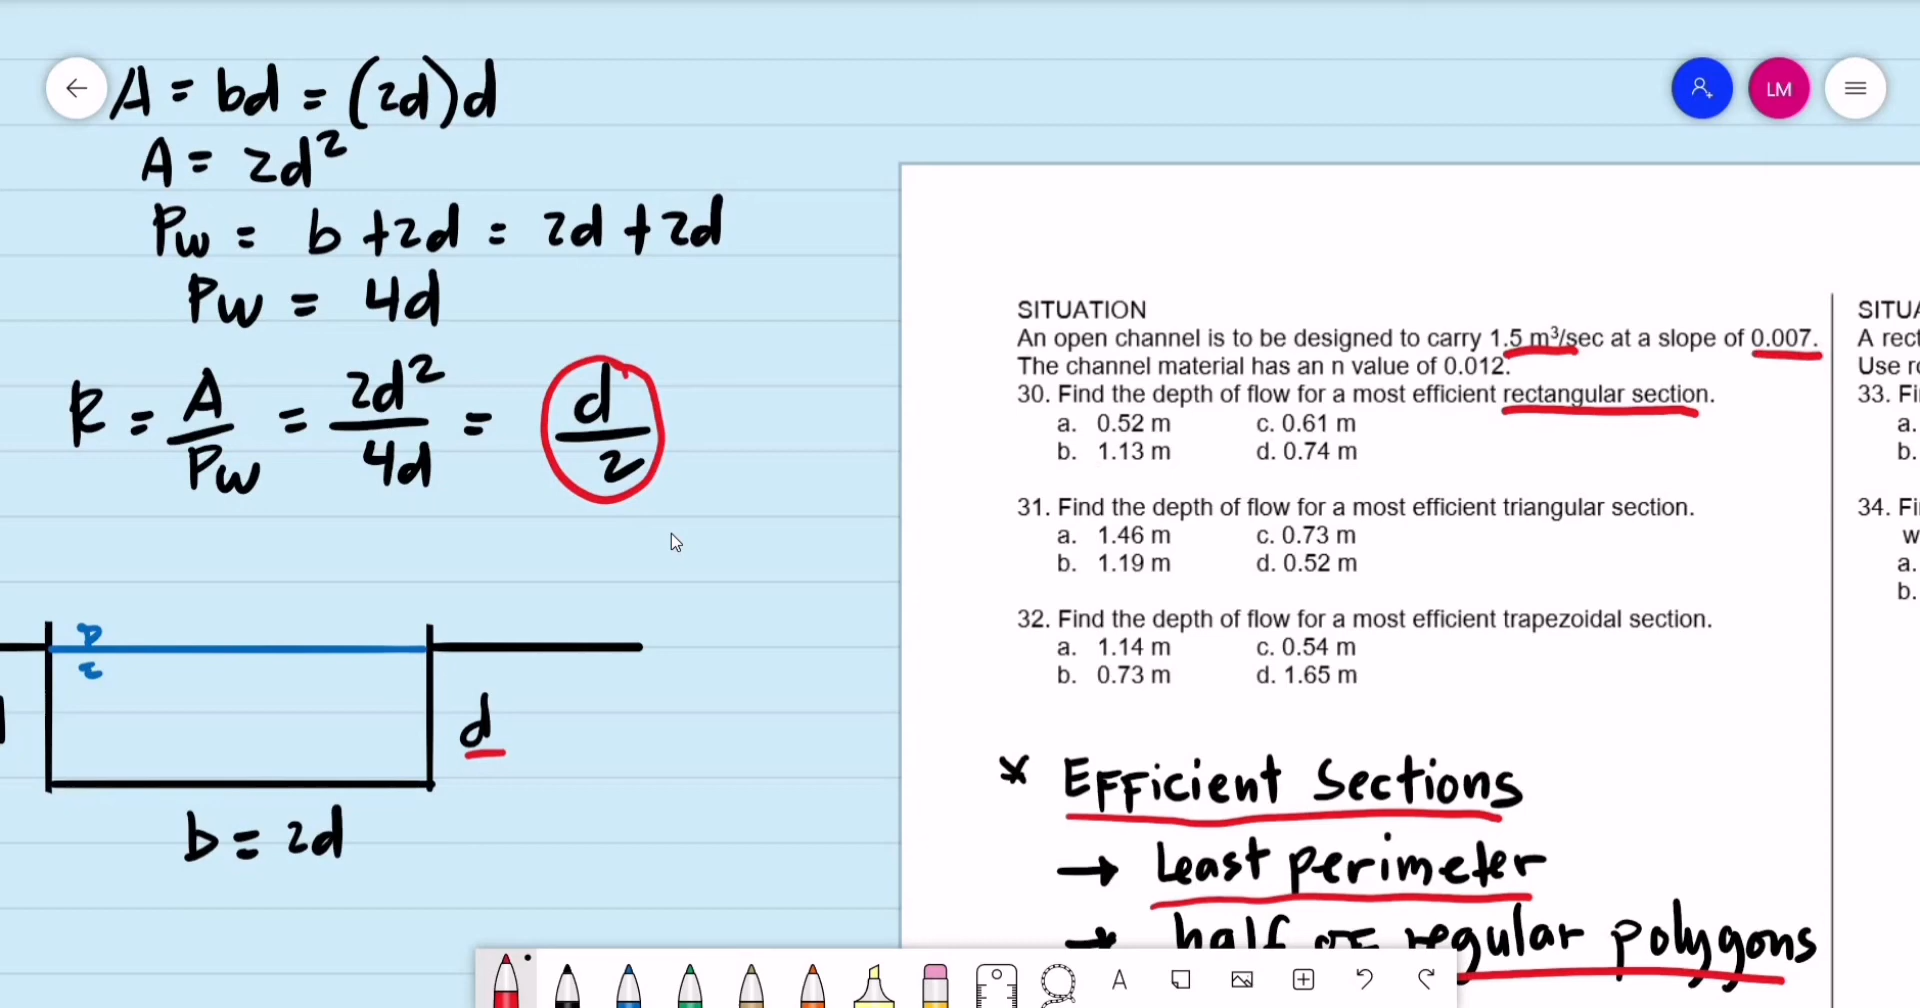 A = bd = (2d)d
A = 2d²
Pw = b + 2d = 2d + 2d
Pw = 4d
R = A/Pw = 2d²/4d = d/2
d
b = 2d
LM
SITUATION
An open channel is to be designed to carry 1.5 m³/sec at a slope of 0.007.
The channel material has an n value of 0.012.
30. Find the depth of flow for a most efficient rectangular section.
a. 0.52 m c. 0.61 m
b. 1.13 m d. 0.74 m
31. Find the depth of flow for a most efficient triangular section.
a. 1.46 m c. 0.73 m
b. 1.19 m d. 0.52 m
32. Find the depth of flow for a most efficient trapezoidal section.
a. 1.14 m c. 0.54 m
b. 0.73 m d. 1.65 m
* Efficient Sections
→ Least perimeter
→ half of regular polygons
SITUA
A rect
Use ro
33. Fi
a.
b.
34. Fi
w
a.
b.
A